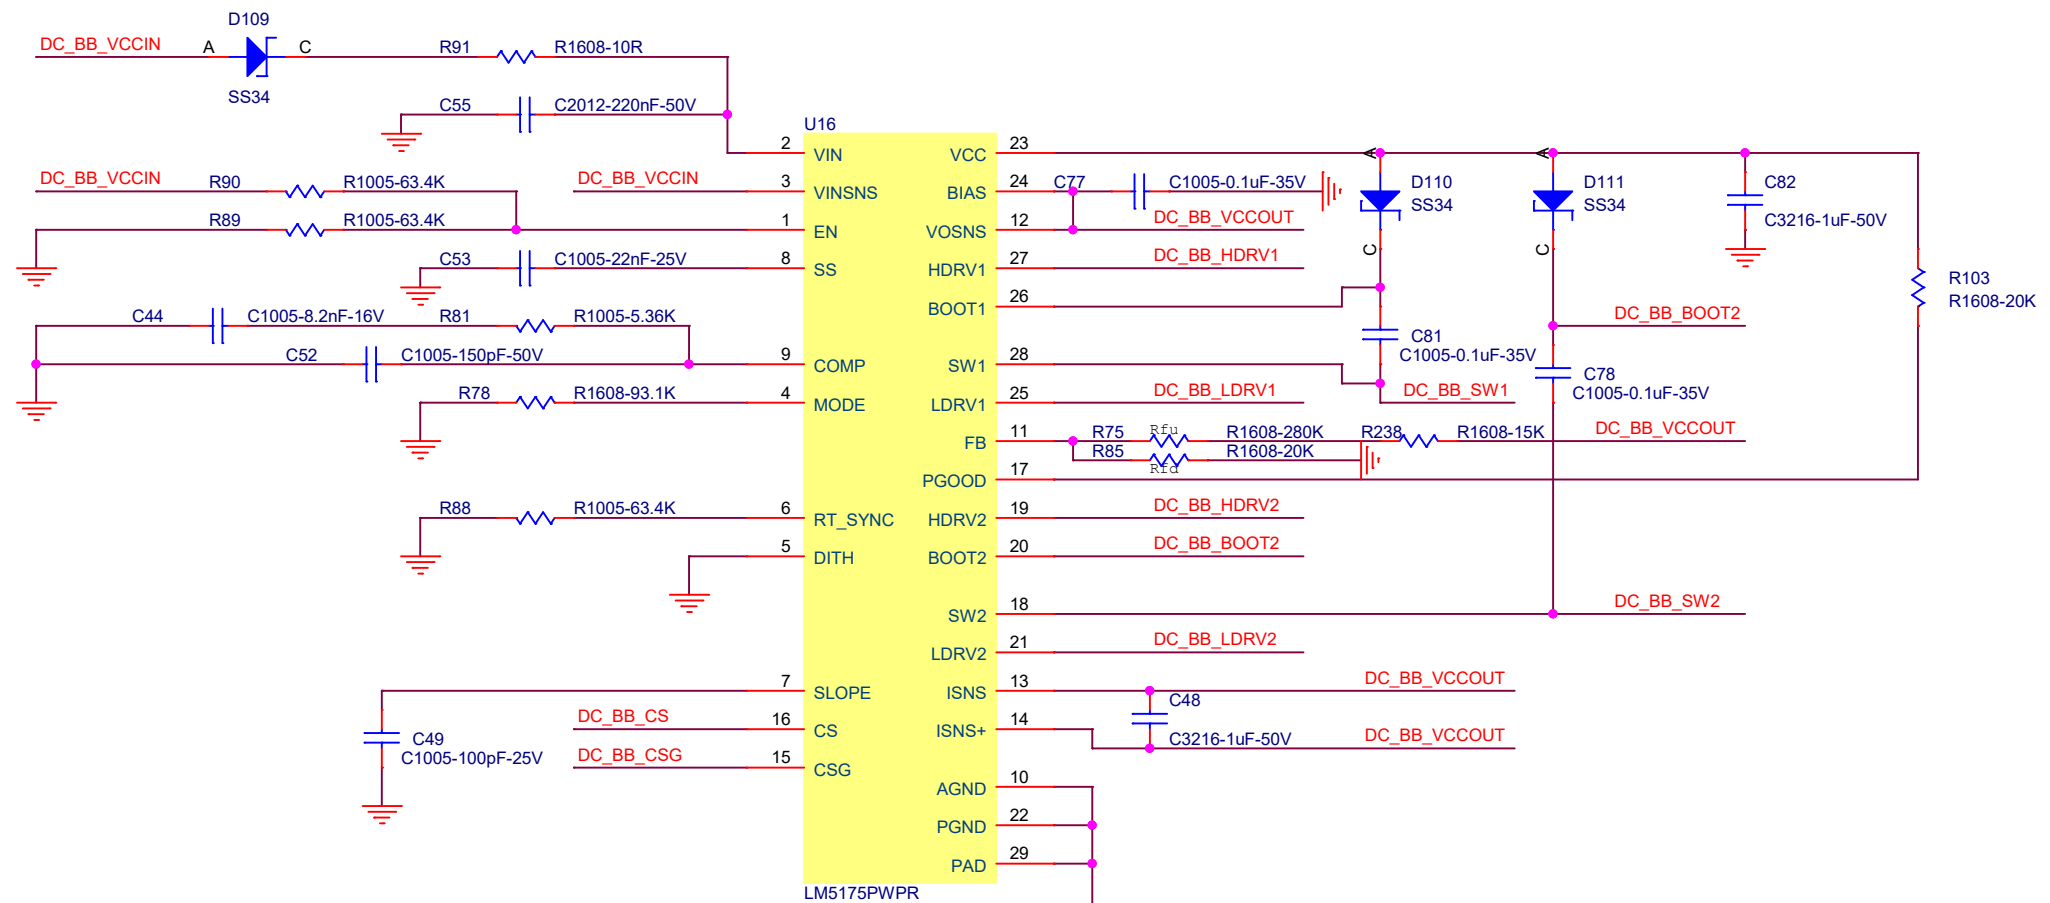 D109
DC_BB_VCCIN
A
C
R91
R1608-10R
SS34
C55
C2012-220nF-50V
U16
2
VIN
VCC
23
A
A
DC_BB_VCCIN
R90
R1005-63.4K
DC_BB_VCCIN
3
VINSNS
BIAS
24
C77
C1005-0.1uF-35V
D110
SS34
D111
SS34
C82
C3216-1uF-50V
R89
R1005-63.4K
1
EN
VOSNS
12
DC_BB_VCCOUT
C
C
C53
C1005-22nF-25V
8
SS
HDRV1
27
DC_BB_HDRV1
BOOT1
26
R103
R1608-20K
C44
C1005-8.2nF-16V
R81
R1005-5.36K
DC_BB_BOOT2
C81
C1005-0.1uF-35V
C52
C1005-150pF-50V
9
COMP
SW1
28
C78
C1005-0.1uF-35V
R78
R1608-93.1K
4
MODE
LDRV1
25
DC_BB_LDRV1
DC_BB_SW1
FB
11
R75
Rfu
R1608-280K
R238
R1608-15K
DC_BB_VCCOUT
R85
Rfd
R1608-20K
PGOOD
17
R88
R1005-63.4K
6
RT_SYNC
HDRV2
19
DC_BB_HDRV2
5
DITH
BOOT2
20
DC_BB_BOOT2
SW2
18
DC_BB_SW2
LDRV2
21
DC_BB_LDRV2
7
SLOPE
ISNS
13
DC_BB_VCCOUT
C48
C3216-1uF-50V
C49
C1005-100pF-25V
DC_BB_CS
16
CS
ISNS+
14
DC_BB_VCCOUT
DC_BB_CSG
15
CSG
AGND
10
PGND
22
PAD
29
LM5175PWPR